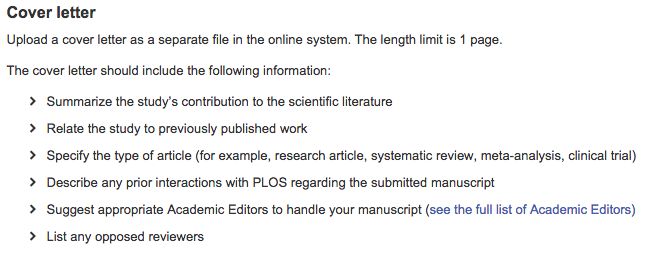 Cover letter
Upload a cover letter as a separate file in the online system. The length limit is 1 page.
The cover letter should include the following information:
Summarize the study's contribution to the scientific literature
Relate the study to previously published work
Specify the type of article (for example, research article, systematic review, meta-analysis, clinical trial)
Describe any prior interactions with PLOS regarding the submitted manuscript
Suggest appropriate Academic Editors to handle your manuscript (see the full list of Academic Editors)
List any opposed reviewers